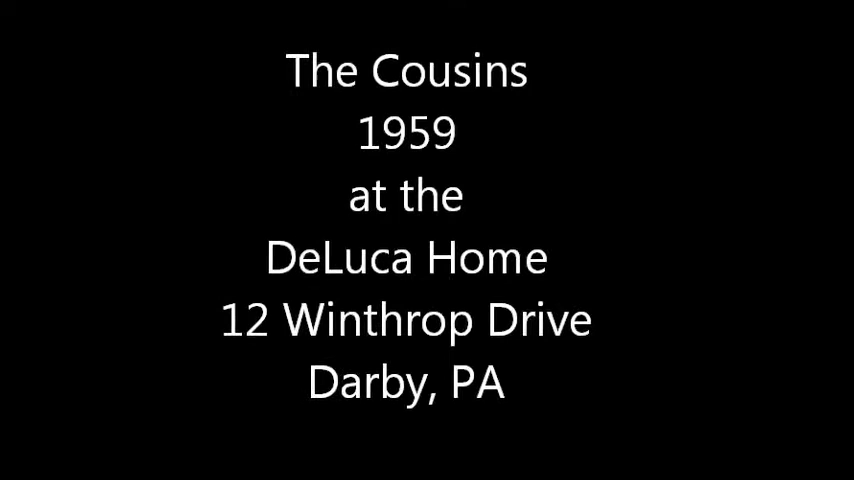 The Cousins
1959
at the
DeLuca Home
12 Winthrop Drive
Darby, PA